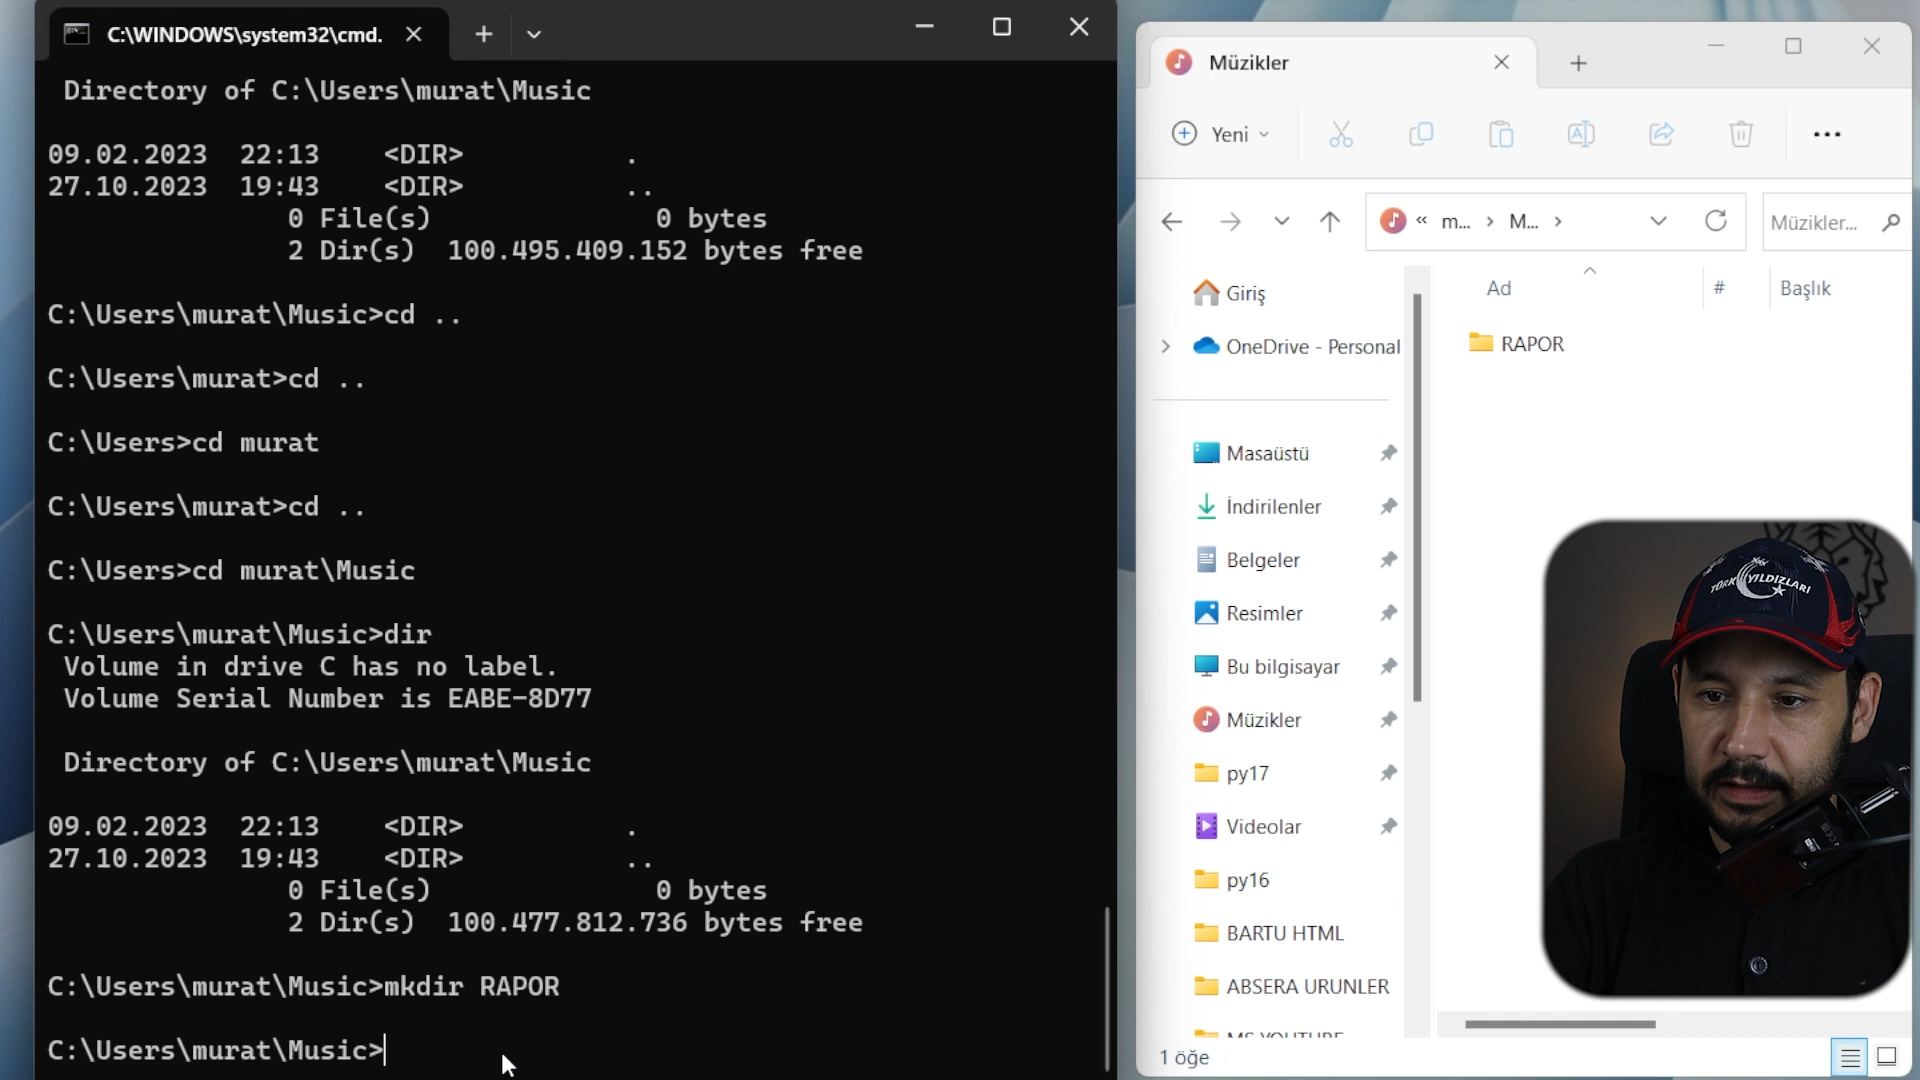 C:\WINDOWS\system32\cmd.
Directory of C:\Users\murat\Music
09.02.2023 22:13 <DIR> .
27.10.2023 19:43 <DIR> ..
0 File(s) 0 bytes
2 Dir(s) 100.495.409.152 bytes free
C:\Users\murat\Music>cd ..
C:\Users\murat>cd ..
C:\Users>cd murat
C:\Users\murat>cd ..
C:\Users>cd murat\Music
C:\Users\murat\Music>dir
Volume in drive C has no label.
Volume Serial Number is EABE-8D77
Directory of C:\Users\murat\Music
09.02.2023 22:13 <DIR> .
27.10.2023 19:43 <DIR> ..
0 File(s) 0 bytes
2 Dir(s) 100.477.812.736 bytes free
C:\Users\murat\Music>mkdir RAPOR
C:\Users\murat\Music>
Müzikler
Yeni
« m... > M... >
Müzikler...
Ad # Başlık
RAPOR
Giriş
OneDrive - Personal
Masaüstü
İndirilenler
Belgeler
Resimler
Bu bilgisayar
Müzikler
py17
Videolar
py16
BARTU HTML
ABSERA URUNLER
MS YOUTUBE
1 öğe
TÜRK YILDIZLARI